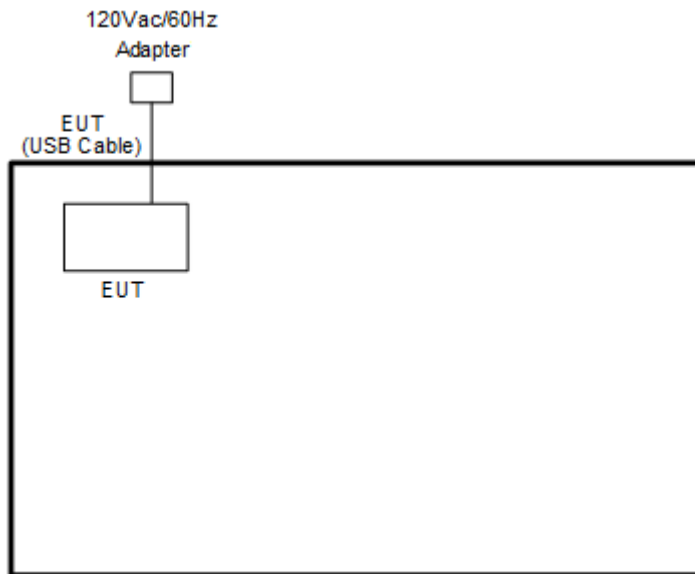 120Vac/60Hz
Adapter
EUT
(USB Cable)
EUT